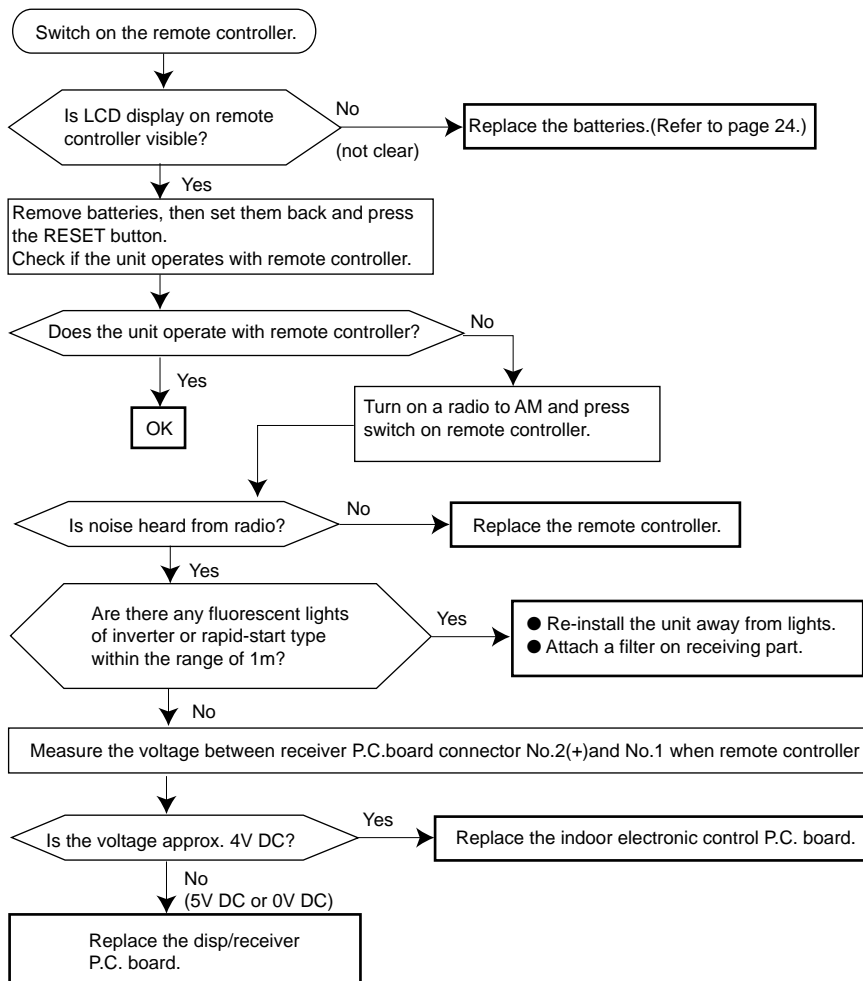 Switch on the remote controller.
Is LCD display on remote
controller visible?
No
(not clear)
Replace the batteries.(Refer to page 24.)
Yes
Remove batteries, then set them back and press
the RESET button.
Check if the unit operates with remote controller.
Does the unit operate with remote controller?
No
Yes
OK
Turn on a radio to AM and press
switch on remote controller.
Is noise heard from radio?
No
Replace the remote controller.
Yes
Are there any fluorescent lights
of inverter or rapid-start type
within the range of 1m?
Yes
● Re-install the unit away from lights.
● Attach a filter on receiving part.
No
Measure the voltage between receiver P.C.board connector No.2(+)and No.1 when remote controller
Is the voltage approx. 4V DC?
Yes
Replace the indoor electronic control P.C. board.
No
(5V DC or 0V DC)
Replace the disp/receiver
P.C. board.